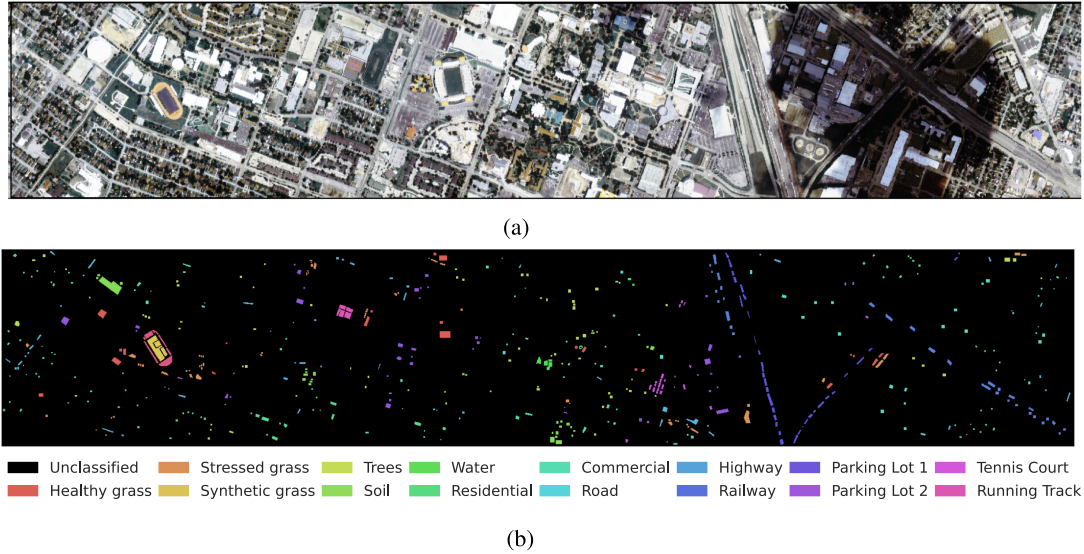 (a)
Unclassified Stressed grass Trees Water Commercial Highway Parking Lot 1 Tennis Court
Healthy grass Synthetic grass Soil Residential Road Railway Parking Lot 2 Running Track
(b)